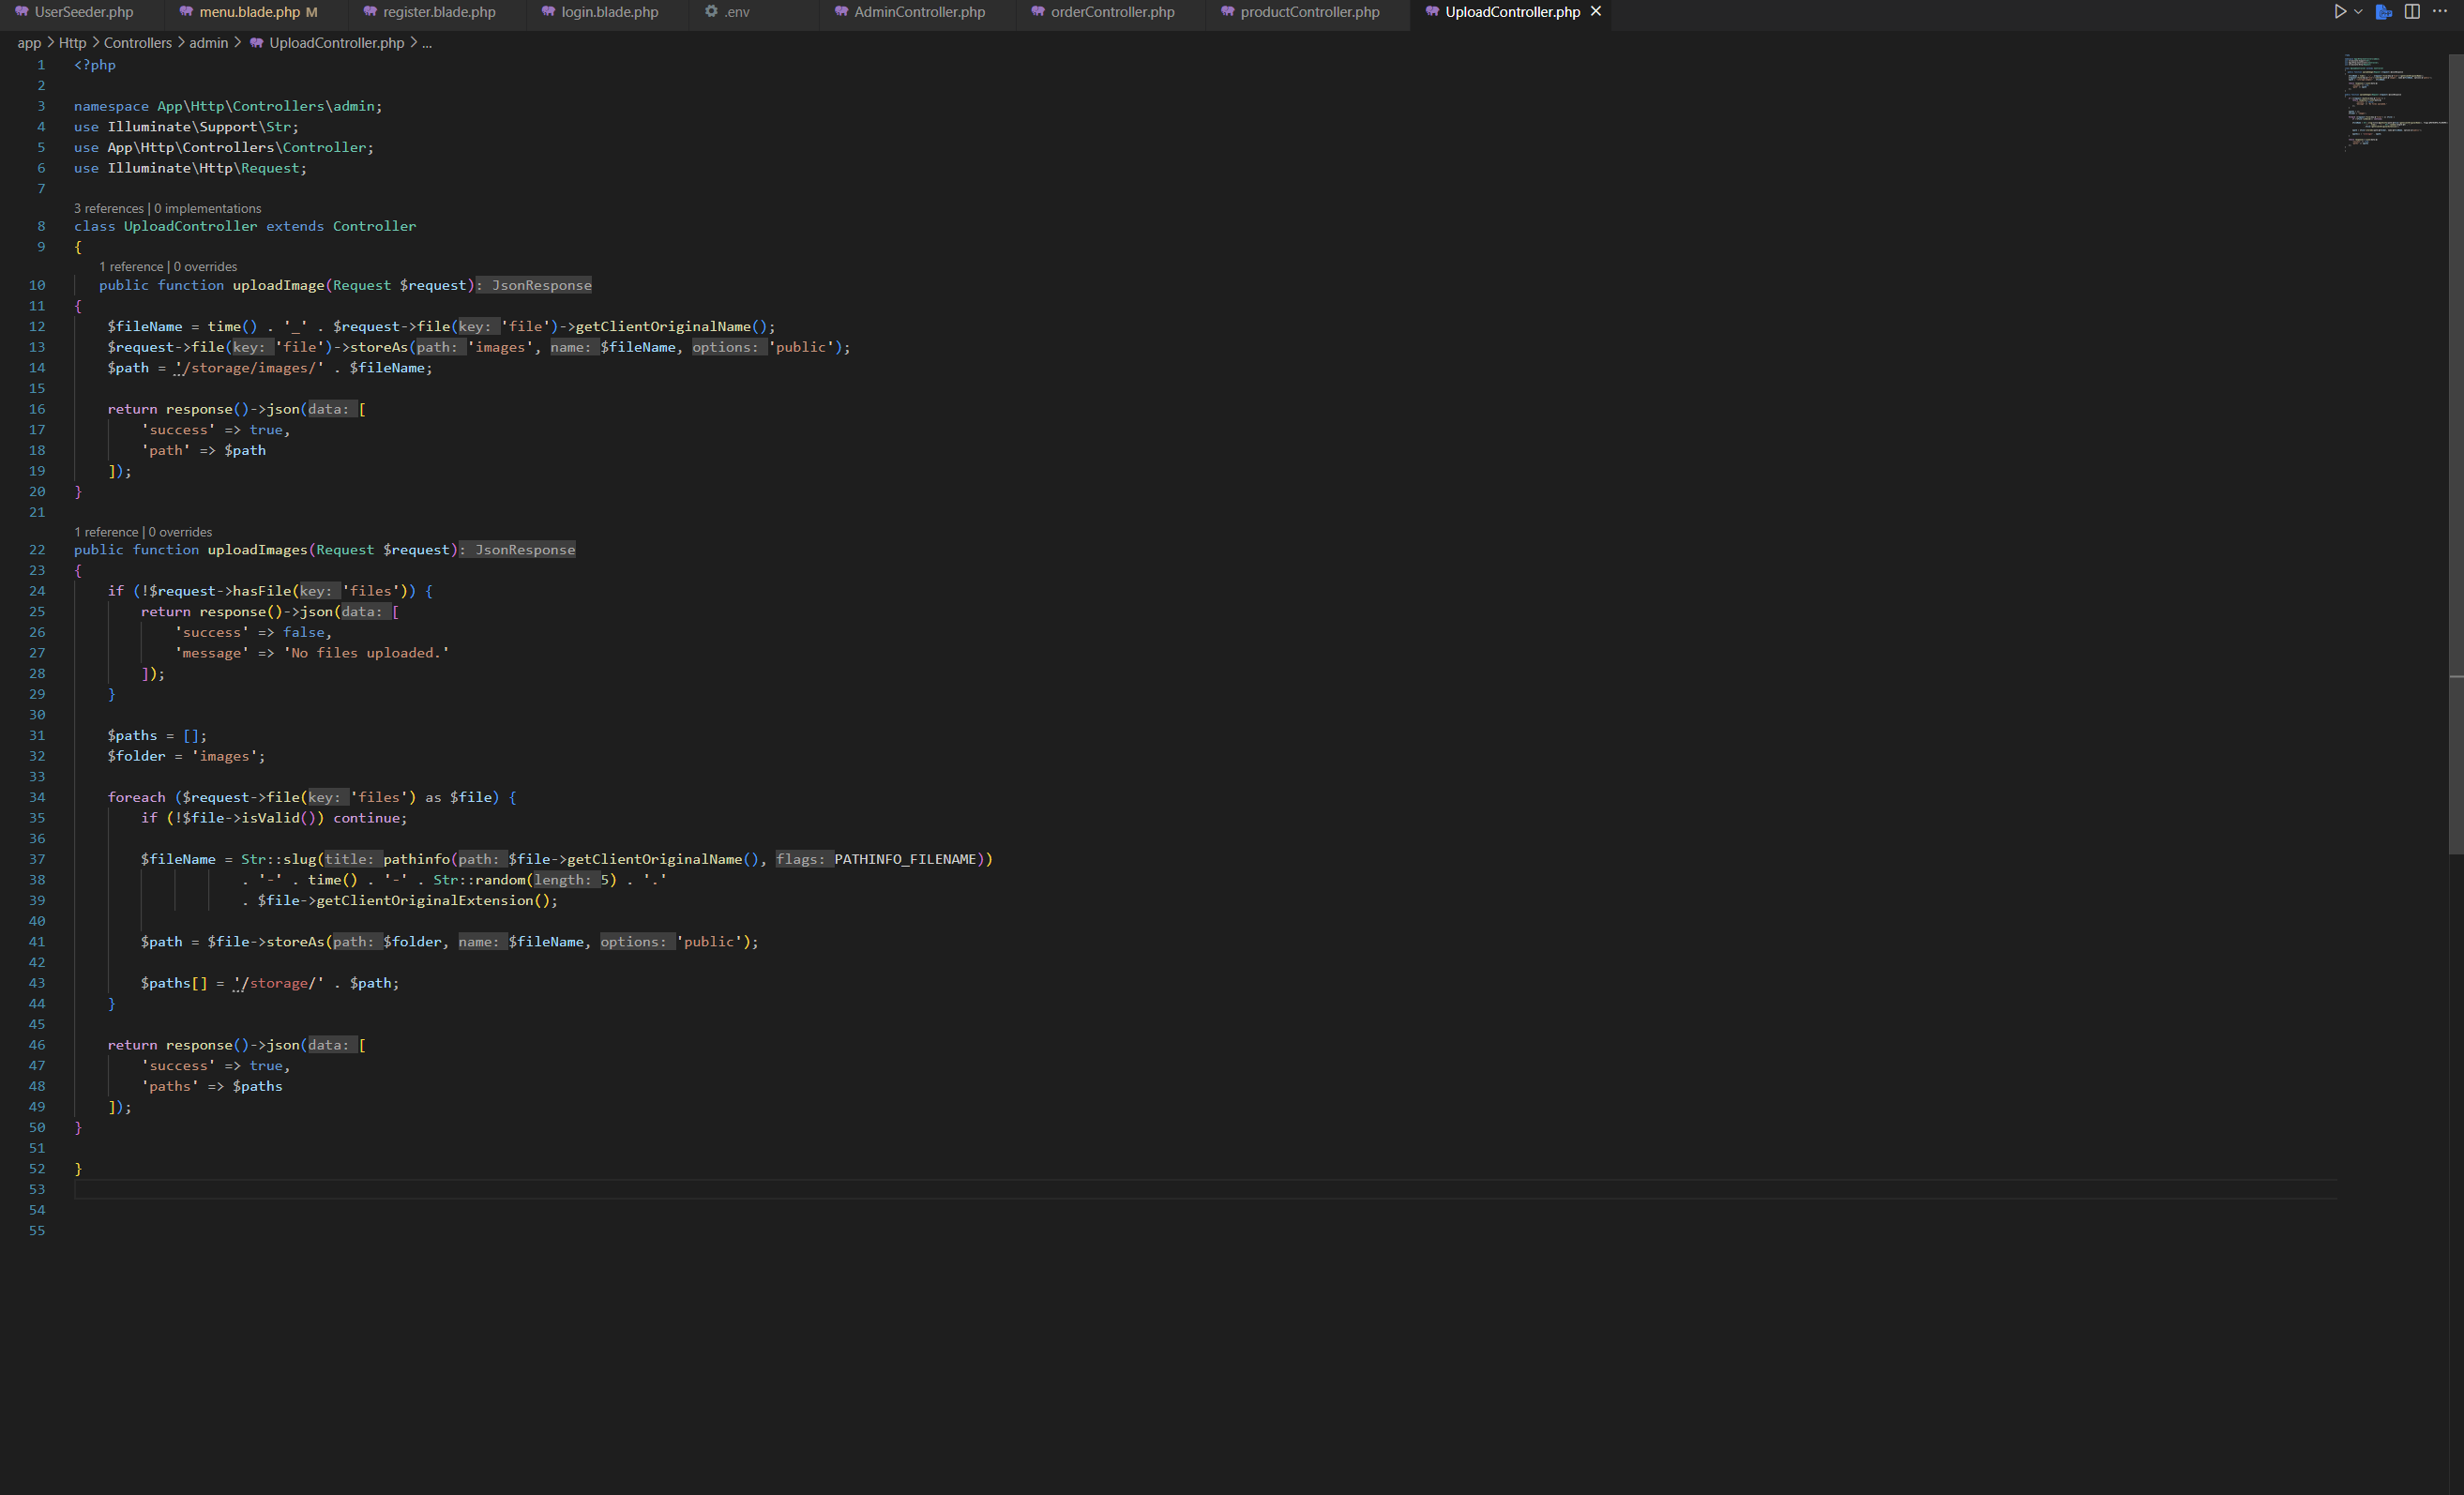 UserSeeder.php menu.blade.php M register.blade.php login.blade.php .env AdminController.php orderController.php productController.php UploadController.php
app > Http > Controllers > admin > UploadController.php > ...
1 <?php
2
3 namespace App\Http\Controllers\admin;
4 use Illuminate\Support\Str;
5 use App\Http\Controllers\Controller;
6 use Illuminate\Http\Request;
7
3 references | 0 implementations
8 class UploadController extends Controller
9 {
1 reference | 0 overrides
10 public function uploadImage(Request $request): JsonResponse
11 {
12 $fileName = time() . '_' . $request->file(key: 'file')->getClientOriginalName();
13 $request->file(key: 'file')->storeAs(path: 'images', name: $fileName, options: 'public');
14 $path = '/storage/images/' . $fileName;
15
16 return response()->json(data: [
17 'success' => true,
18 'path' => $path
19 ]);
20 }
21
1 reference | 0 overrides
22 public function uploadImages(Request $request): JsonResponse
23 {
24 if (!$request->hasFile(key: 'files')) {
25 return response()->json(data: [
26 'success' => false,
27 'message' => 'No files uploaded.'
28 ]);
29 }
30
31 $paths = [];
32 $folder = 'images';
33
34 foreach ($request->file(key: 'files') as $file) {
35 if (!$file->isValid()) continue;
36
37 $fileName = Str::slug(title: pathinfo(path: $file->getClientOriginalName(), flags: PATHINFO_FILENAME))
38 . '-' . time() . '-' . Str::random(length: 5) . '.'
39 . $file->getClientOriginalExtension();
40
41 $path = $file->storeAs(path: $folder, name: $fileName, options: 'public');
42
43 $paths[] = '/storage/' . $path;
44 }
45
46 return response()->json(data: [
47 'success' => true,
48 'paths' => $paths
49 ]);
50 }
51
52 }
53
54
55